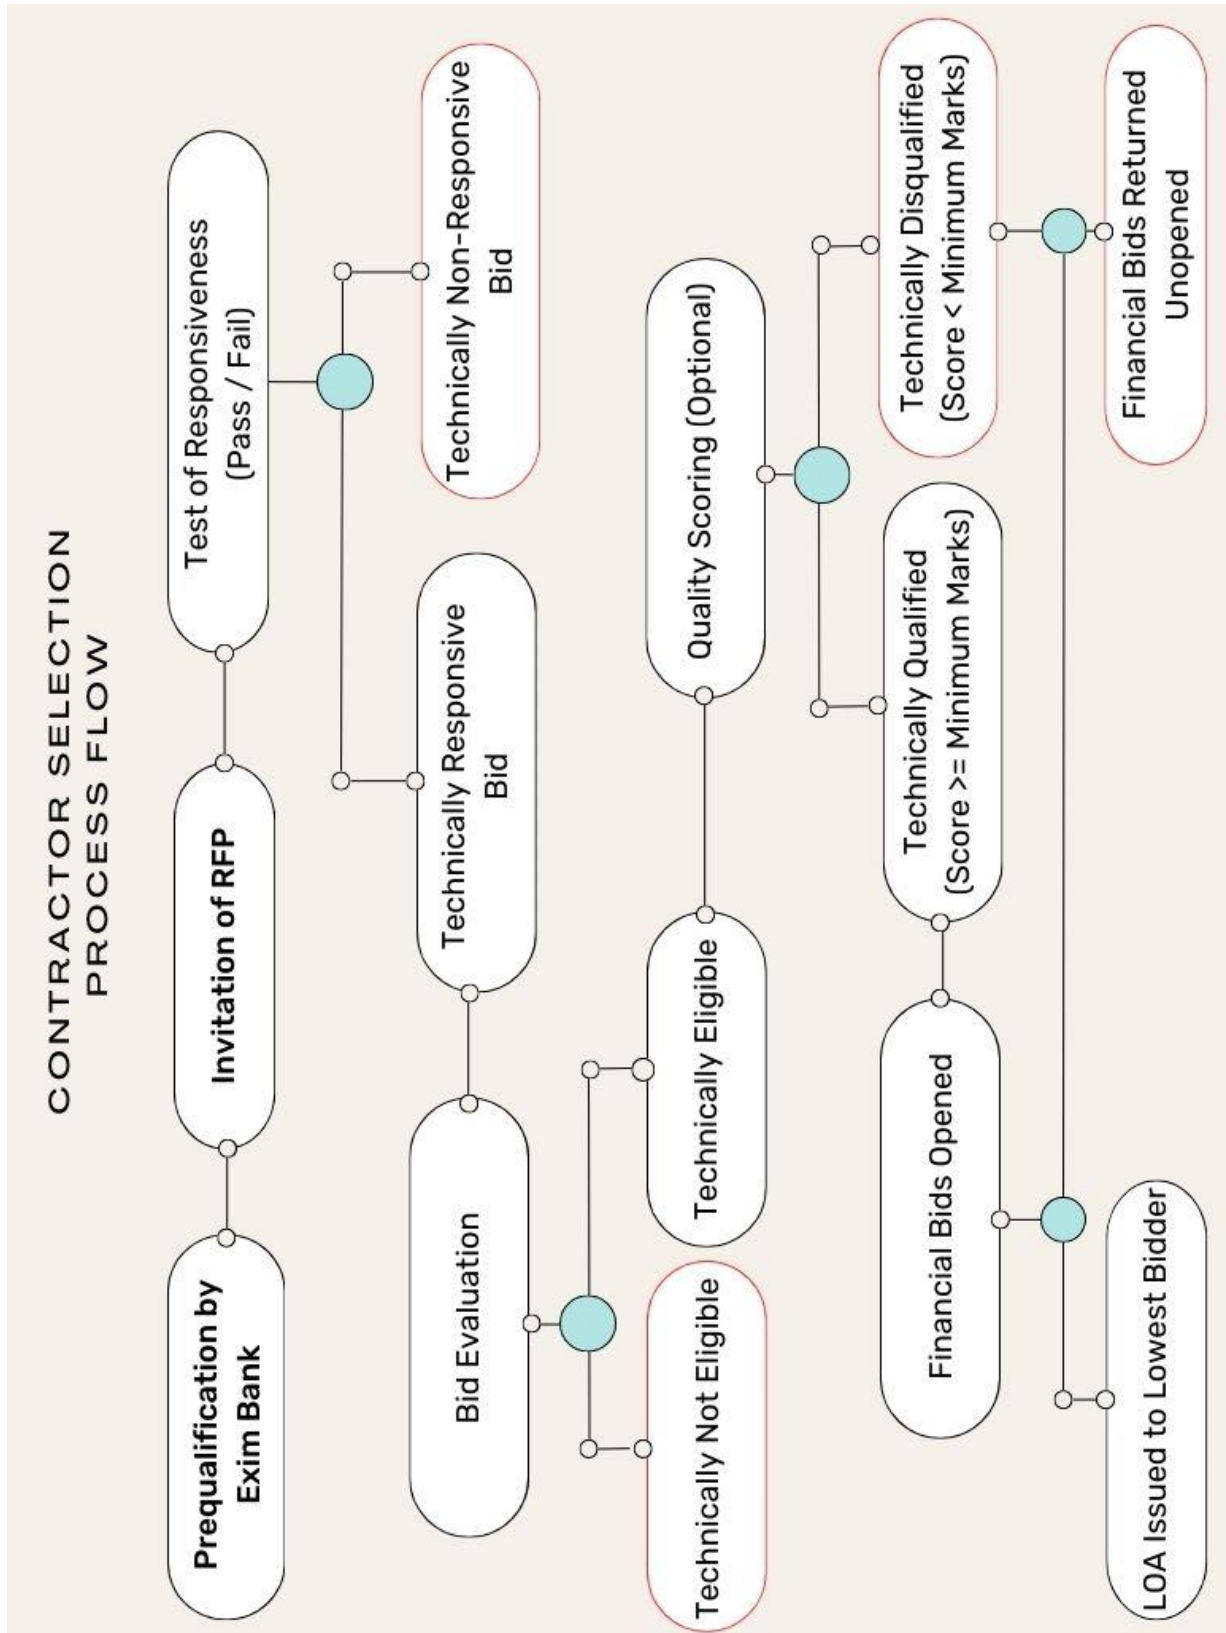 CONTRACTOR SELECTION
PROCESS FLOW
Prequalification by
Exim Bank
Invitation of RFP
Test of Responsiveness
(Pass / Fail)
Bid Evaluation
Technically Responsive
Bid
Technically Non-Responsive
Bid
Technically Not Eligible
Technically Eligible
Quality Scoring (Optional)
Financial Bids Opened
Technically Qualified
(Score >= Minimum Marks)
Technically Disqualified
(Score < Minimum Marks)
LOA Issued to Lowest Bidder
Financial Bids Returned
Unopened